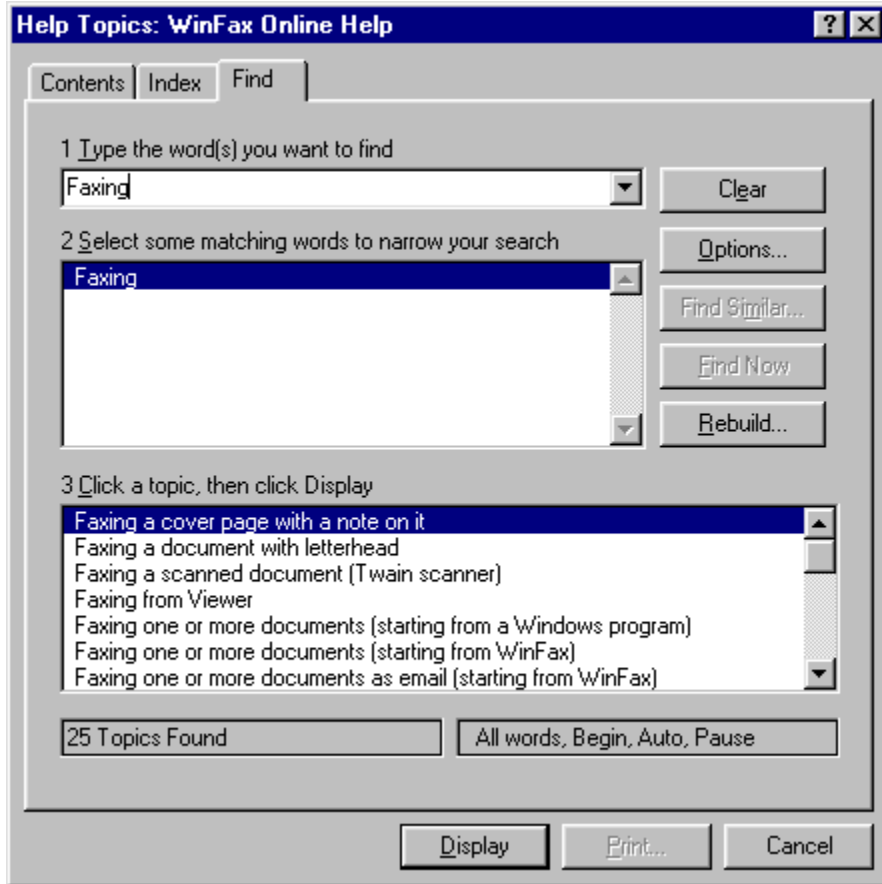 Help Topics: WinFax Online Help
Contents Index Find
1 Type the word(s) you want to find
Faxing
Clear
2 Select some matching words to narrow your search
Options...
Faxing
Find Similar...
Find Now
Rebuild...
3 Click a topic, then click Display
Faxing a cover page with a note on it
Faxing a document with letterhead
Faxing a scanned document (Twain scanner)
Faxing from Viewer
Faxing one or more documents (starting from a Windows program)
Faxing one or more documents (starting from WinFax)
Faxing one or more documents as email (starting from WinFax)
25 Topics Found
All words, Begin, Auto, Pause
Display Print... Cancel